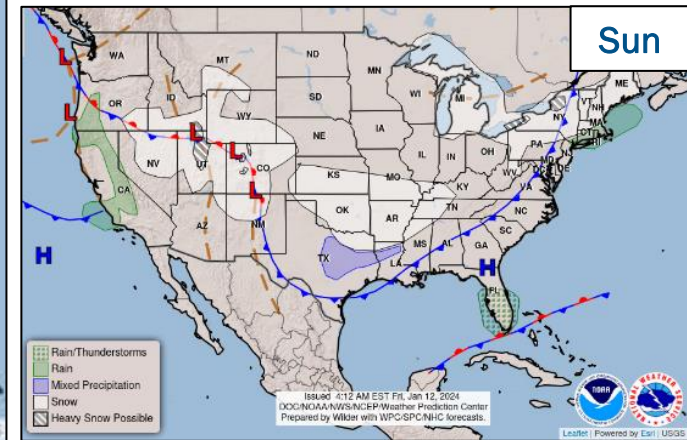 Sun
L
WA
MT
ND
MN
ME
L
OR
ID
SD
WI
MI
VT
NH
NY
MA
CT
RI
WY
L
L
IA
NE
PA
NJ
NV
UT
CO
IL
IN
OH
MD
DE
DC
WV
VA
CA
L
KS
MO
KY
NC
AZ
NM
OK
AR
TN
SC
H
TX
MS
AL
GA
LA
H
FL
Rain/Thunderstorms
Rain
Mixed Precipitation
Snow
Heavy Snow Possible
Issued 4:12 AM EST Fri, Jan 12, 2024
DOC/NOAA/NWS/NCEP/Weather Prediction Center
Prepared by Wilder with WPC/SPC/NHC forecasts.
NOAA
Leaflet | Powered by Esri | USGS